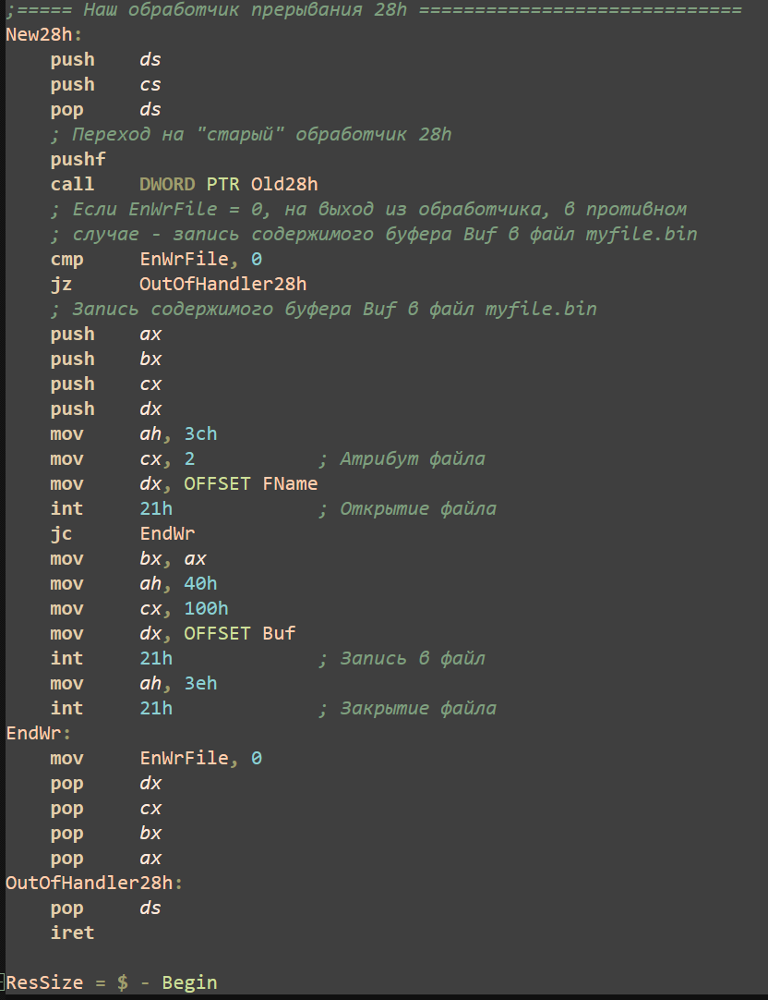 ;===== Наш обработчик прерывания 28h =============================
New28h:
    push    ds
    push    cs
    pop     ds
    ; Переход на "старый" обработчик 28h
    pushf
    call    DWORD PTR Old28h
    ; Если EnWrFile = 0, на выход из обработчика, в противном
    ; случае - запись содержимого буфера Buf в файл myfile.bin
    cmp     EnWrFile, 0
    jz      OutOfHandler28h
    ; Запись содержимого буфера Buf в файл myfile.bin
    push    ax
    push    bx
    push    cx
    push    dx
    mov     ah, 3ch
    mov     cx, 2           ; Атрибут файла
    mov     dx, OFFSET FName
    int     21h             ; Открытие файла
    jc      EndWr
    mov     bx, ax
    mov     ah, 40h
    mov     cx, 100h
    mov     dx, OFFSET Buf
    int     21h             ; Запись в файл
    mov     ah, 3eh
    int     21h             ; Закрытие файла
EndWr:
    mov     EnWrFile, 0
    pop     dx
    pop     cx
    pop     bx
    pop     ax
OutOfHandler28h:
    pop     ds
    iret
ResSize = $ - Begin